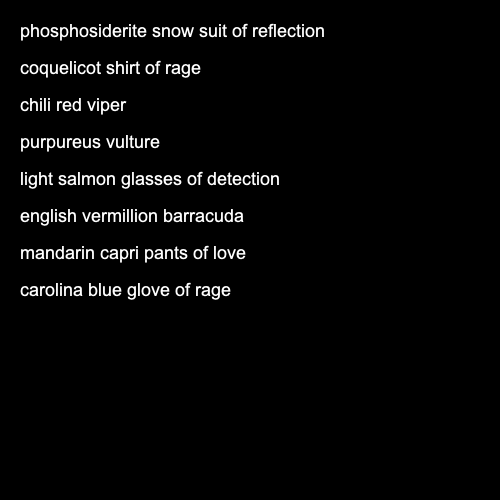 phosphosiderite snow suit of reflection
coquelicot shirt of rage
chili red viper
purpureus vulture
light salmon glasses of detection
english vermillion barracuda
mandarin capri pants of love
carolina blue glove of rage